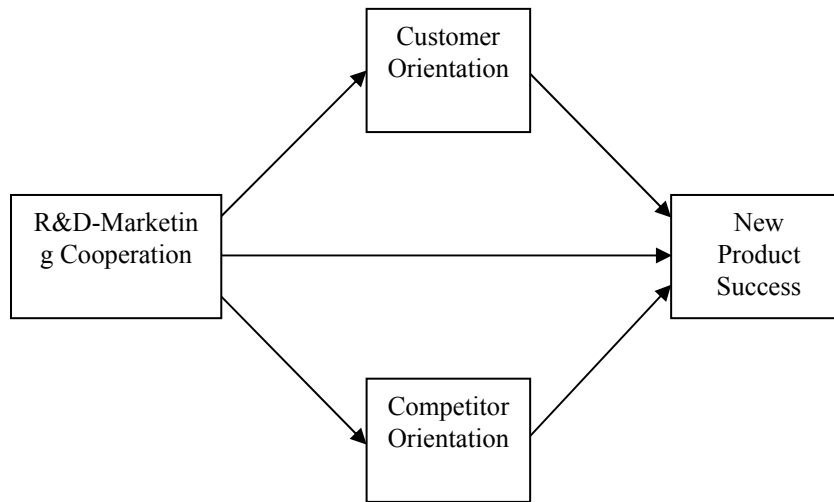 Customer
Orientation
R&D-Marketin
g Cooperation
New
Product
Success
Competitor
Orientation